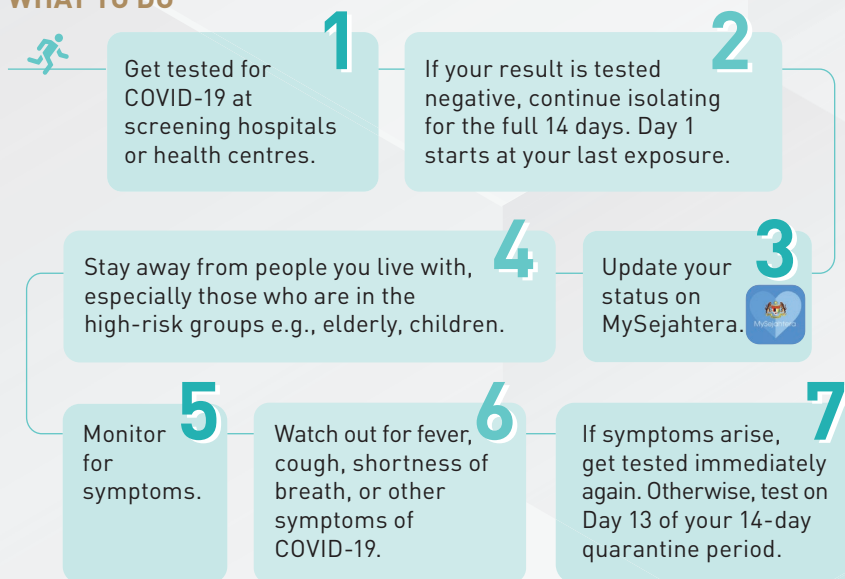 WHAT TO DO
1
Get tested for
COVID-19 at
screening hospitals
or health centres.
2
If your result is tested
negative, continue isolating
for the full 14 days. Day 1
starts at your last exposure.
3
Update your
status on
MySejahtera.
MySejahtera
4
Stay away from people you live with,
especially those who are in the
high-risk groups e.g., elderly, children.
5
Monitor
for
symptoms.
6
Watch out for fever,
cough, shortness of
breath, or other
symptoms of
COVID-19.
7
If symptoms arise,
get tested immediately
again. Otherwise, test on
Day 13 of your 14-day
quarantine period.